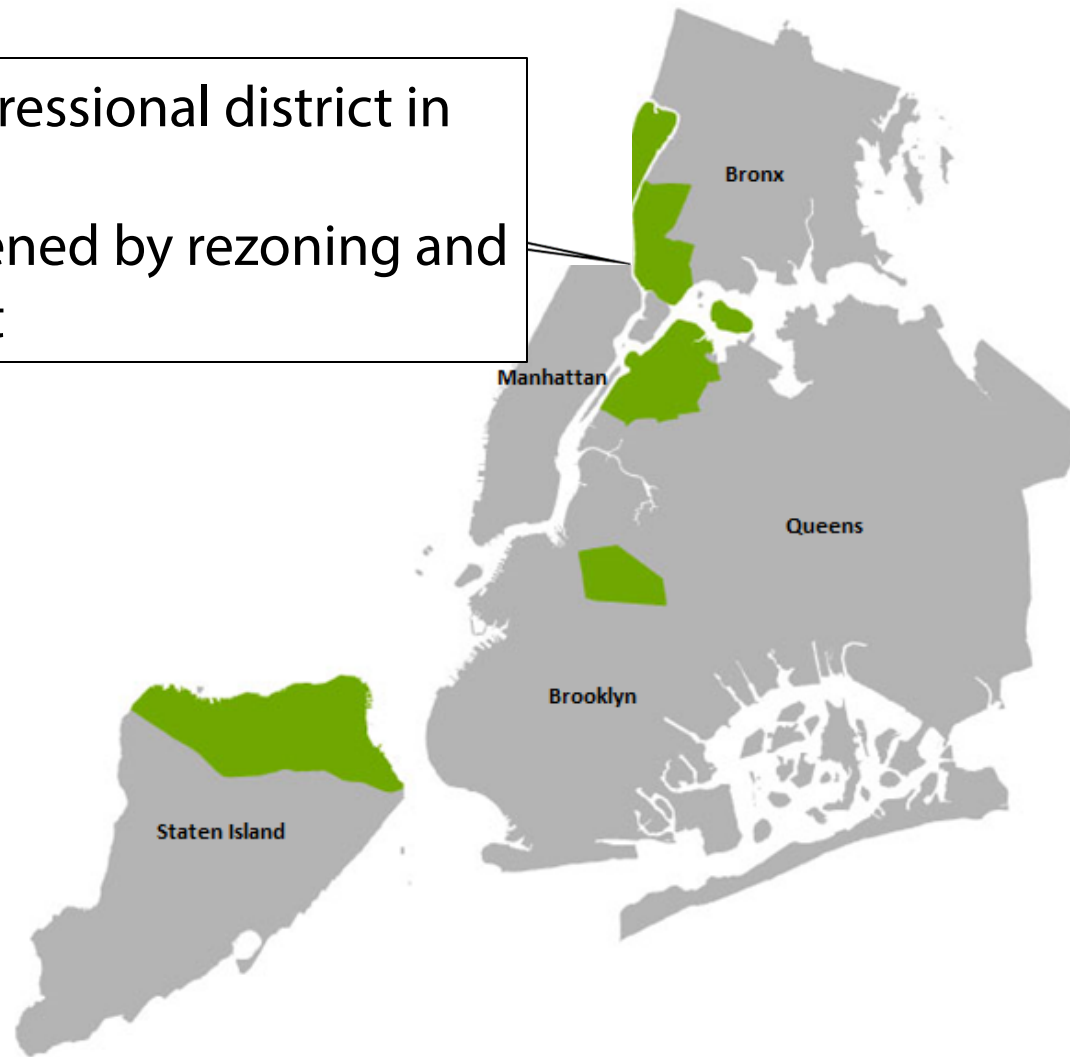 ressional district in
ened by rezoning and
t
Bronx
Manhattan
Queens
Brooklyn
Staten Island